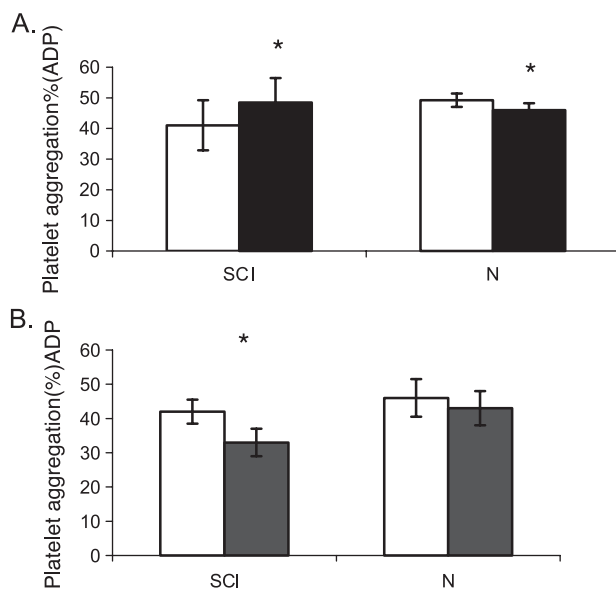 A.
Platelet aggregation%(ADP)
60
50
40
30
20
10
0
*
*
SCI
N
B.
Platelet aggregation(%)ADP
60
50
40
30
20
10
0
*
SCI
N